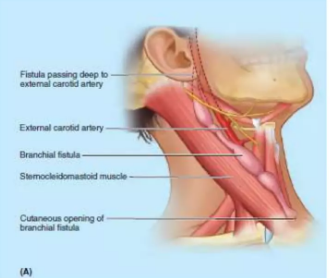 Fistula passing deep to
external carotid artery
External carotid artery
Branchial fistula
Sternocleidomastoid muscle
Cutaneous opening of
branchial fistula
(A)